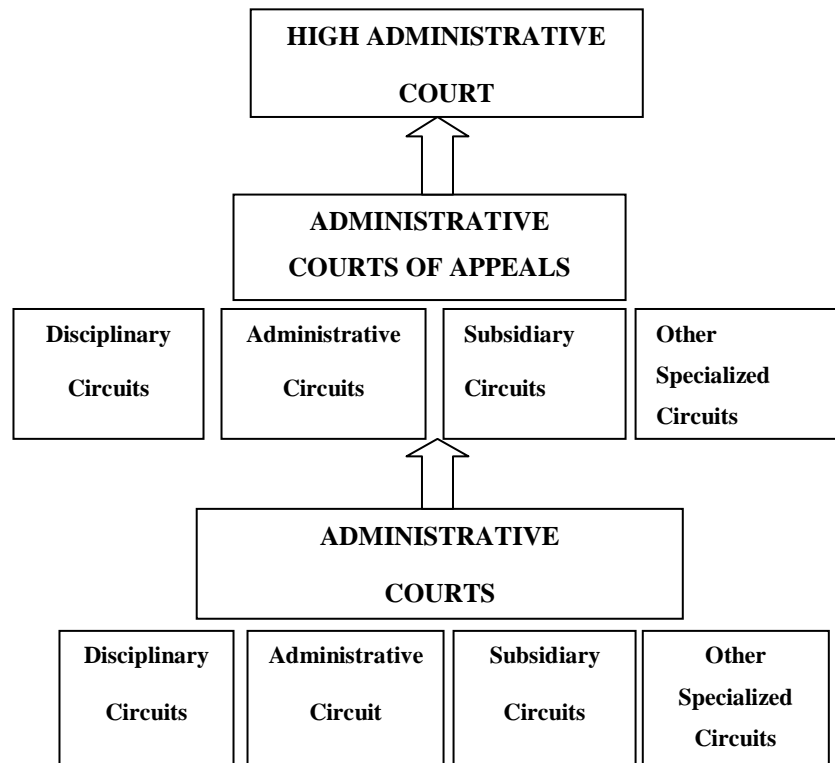 HIGH ADMINISTRATIVE
COURT
ADMINISTRATIVE
COURTS OF APPEALS
Disciplinary
Circuits
Administrative
Circuits
Subsidiary
Circuits
Other
Specialized
Circuits
ADMINISTRATIVE
COURTS
Disciplinary
Circuits
Administrative
Circuit
Subsidiary
Circuits
Other
Specialized
Circuits